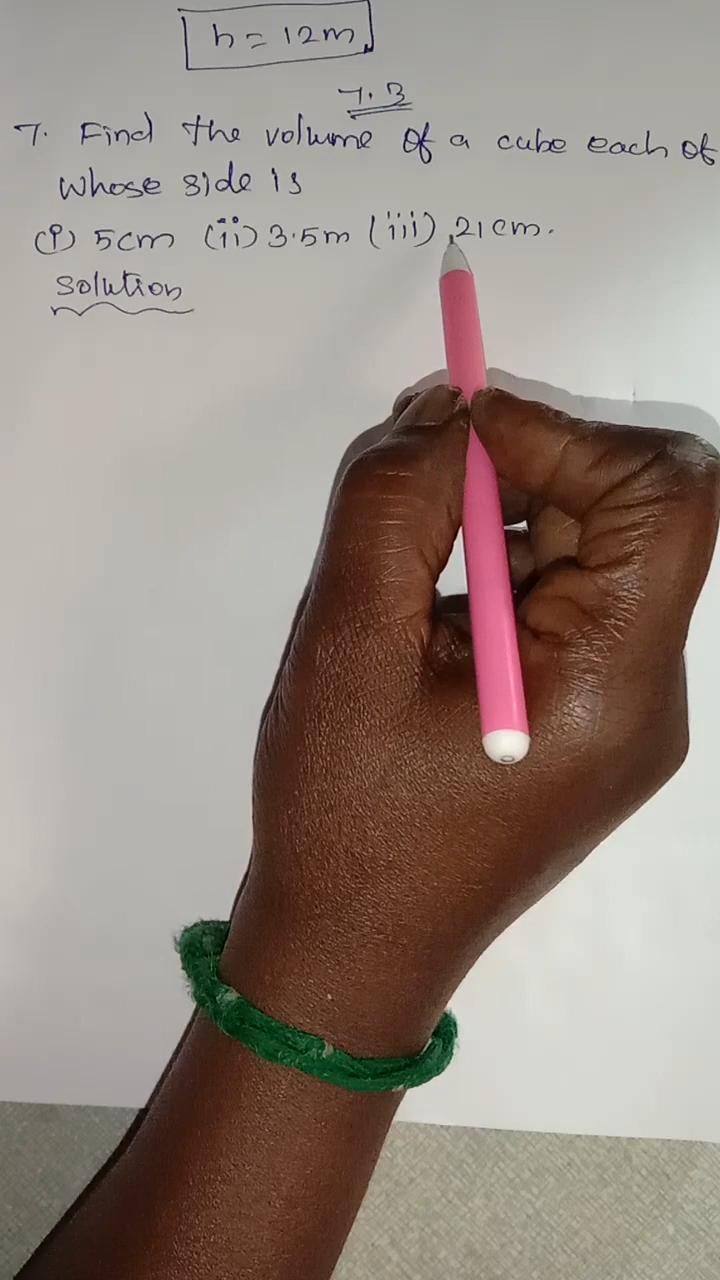 h = 12m
7.3
7. Find the volume of a cube each of
whose side is
(i) 5cm (ii) 3.5m (iii) 21cm.
Solution